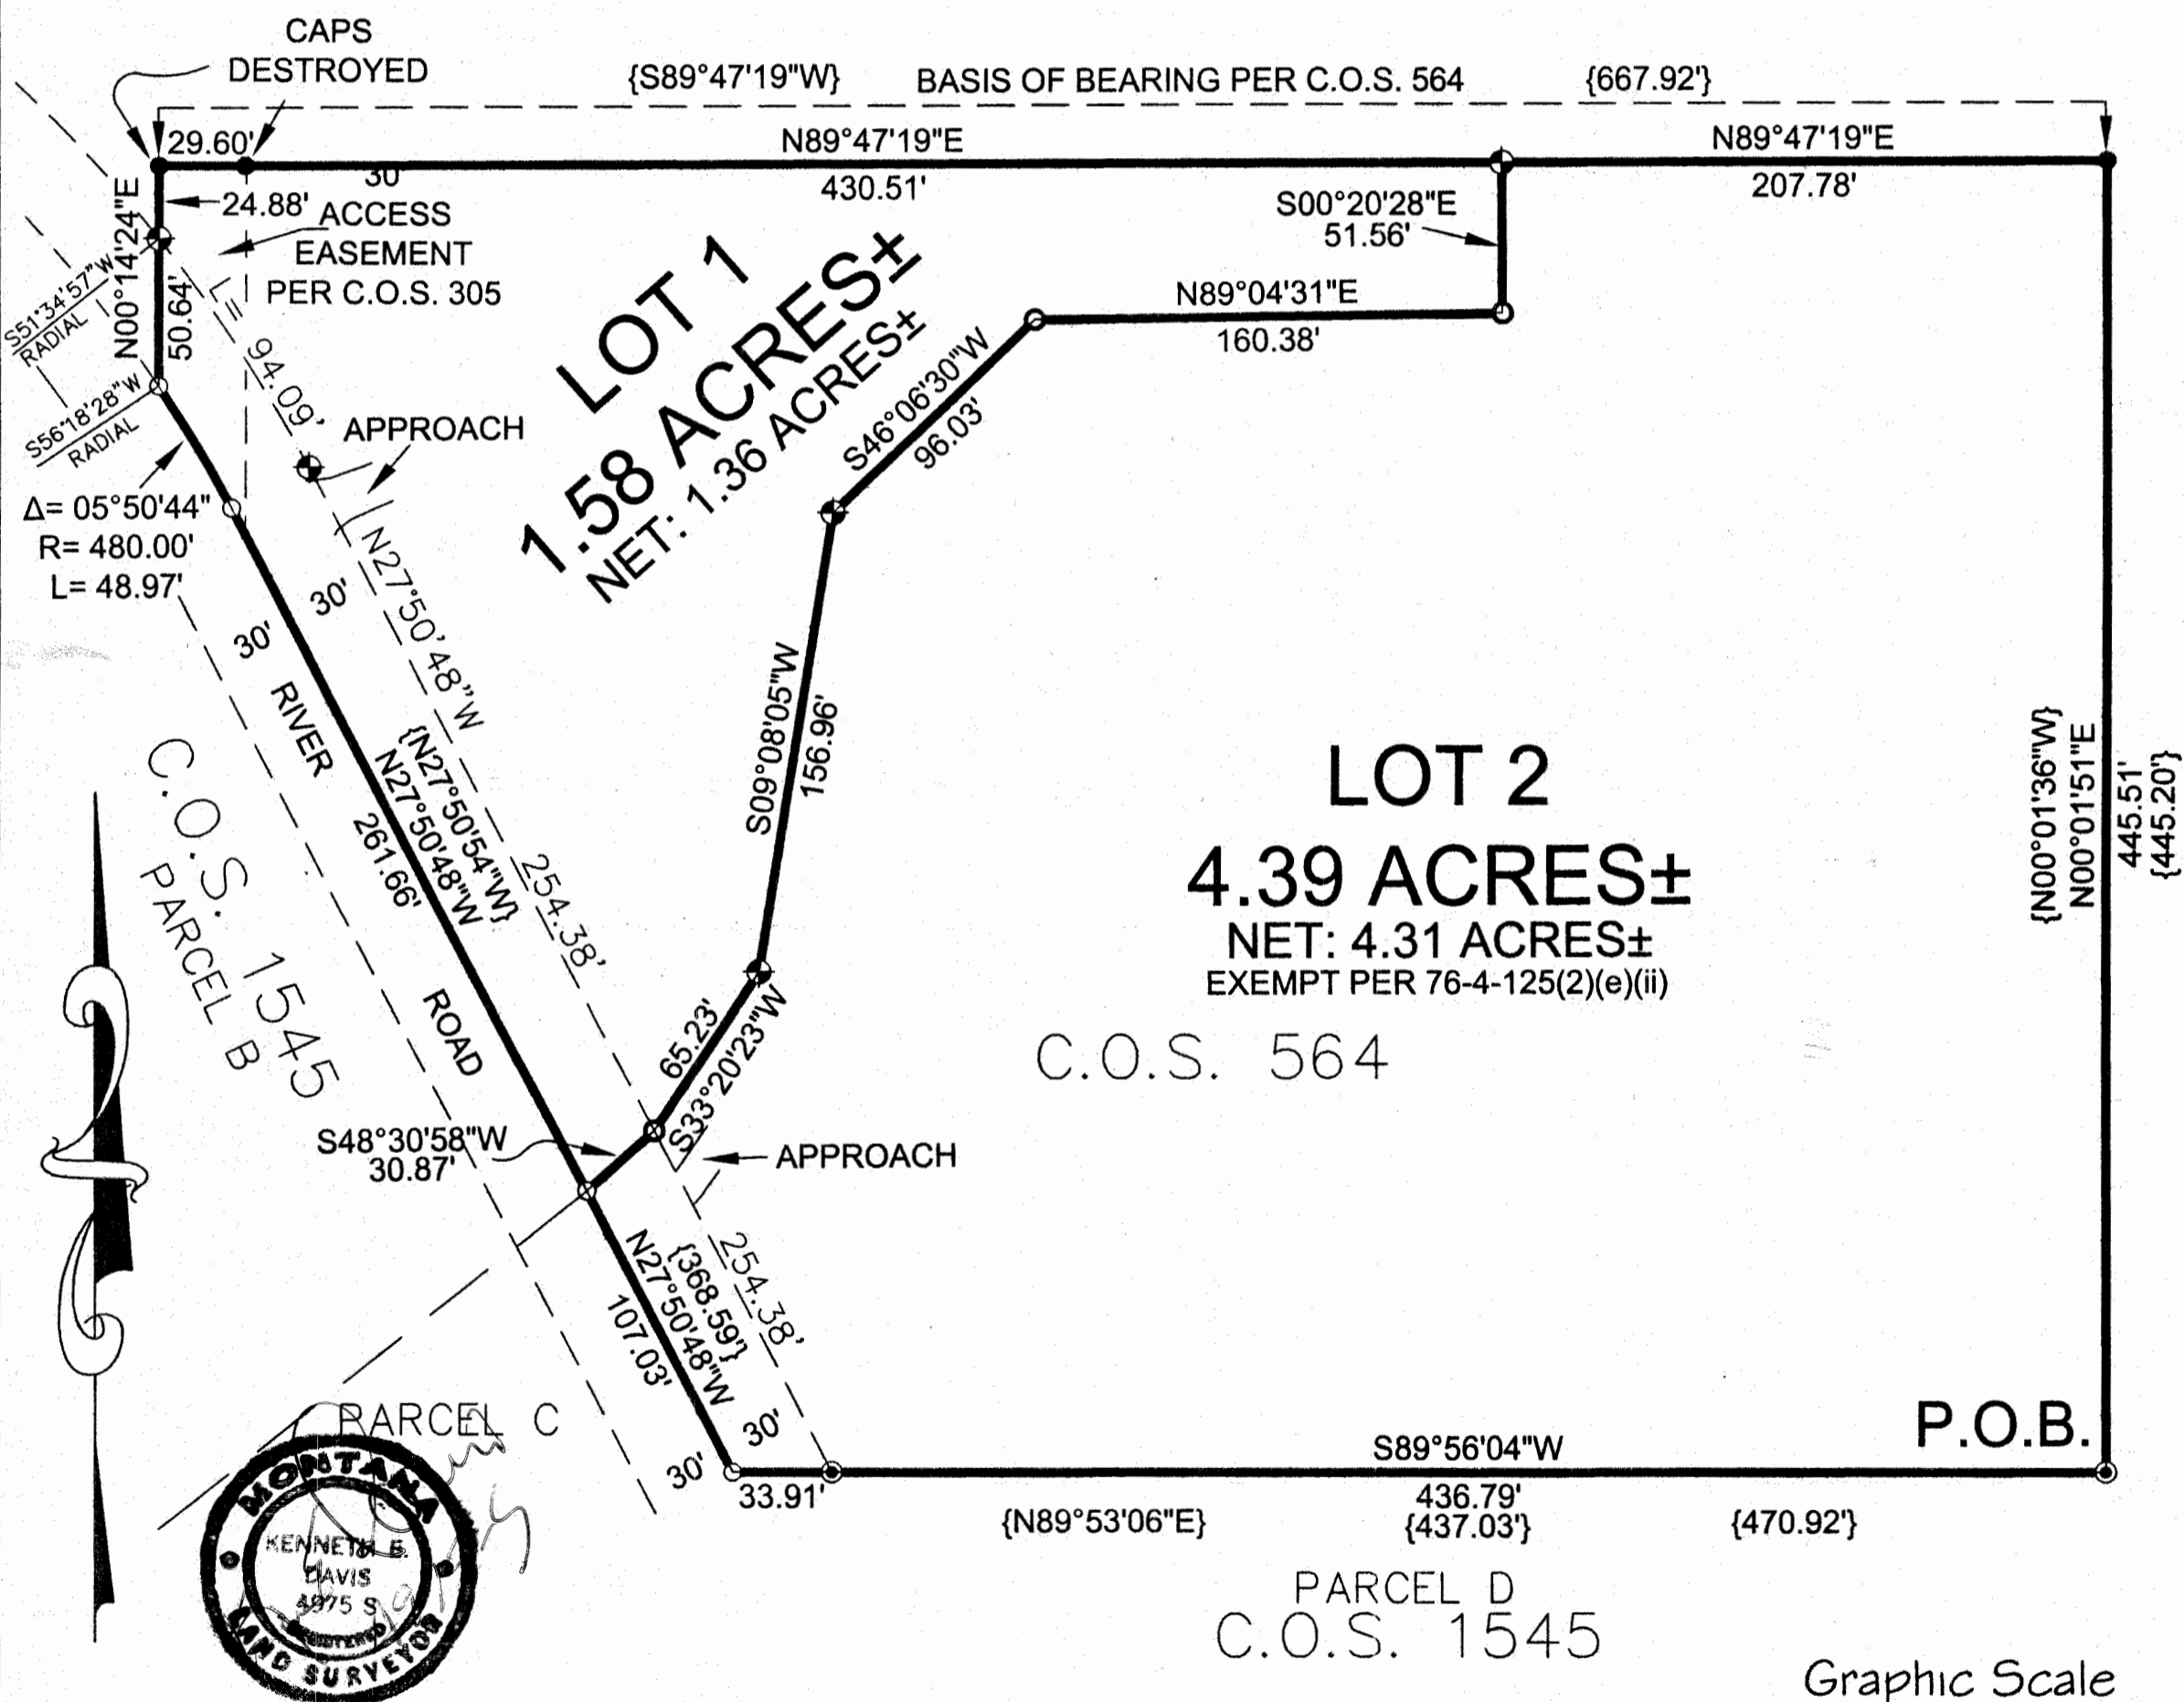 CAPS
DESTROYED
{S89°47'19"W}
BASIS OF BEARING PER C.O.S. 564
{667.92'}
29.60'
N89°47'19"E
430.51'
N89°47'19"E
207.78'
30'
24.88'
ACCESS
EASEMENT
PER C.O.S. 305
N00°14'24"E
50.64'
S51°34'57"W
RADIAL
S56°18'28"W
RADIAL
L=
94.09'
APPROACH
Δ= 05°50'44"
R= 480.00'
L= 48.97'
S00°20'28"E
51.56'
N89°04'31"E
160.38'
S46°06'30"W
96.03'
LOT 1
1.58 ACRES±
NET: 1.36 ACRES±
N27°50'48"W
30'
30'
RIVER
ROAD
{N27°50'54"W}
N27°50'48"W
261.66'
254.38'
S09°08'05"W
156.96'
LOT 2
4.39 ACRES±
NET: 4.31 ACRES±
EXEMPT PER 76-4-125(2)(e)(ii)
C.O.S. 564
{N00°01'36"W}
N00°01'51"E
445.51'
{445.20'}
C.O.S. 1545
PARCEL B
65.23'
S33°20'23"W
S48°30'58"W
30.87'
APPROACH
254.38'
{368.59'}
N27°50'48"W
107.03'
30'
30'
PARCEL C
P.O.B.
S89°56'04"W
33.91'
436.79'
{N89°53'06"E}
{437.03'}
{470.92'}
PARCEL D
C.O.S. 1545
MONTANA
KENNETH E.
DAVIS
4975 S
REGISTERED
LAND SURVEYOR
Graphic Scale